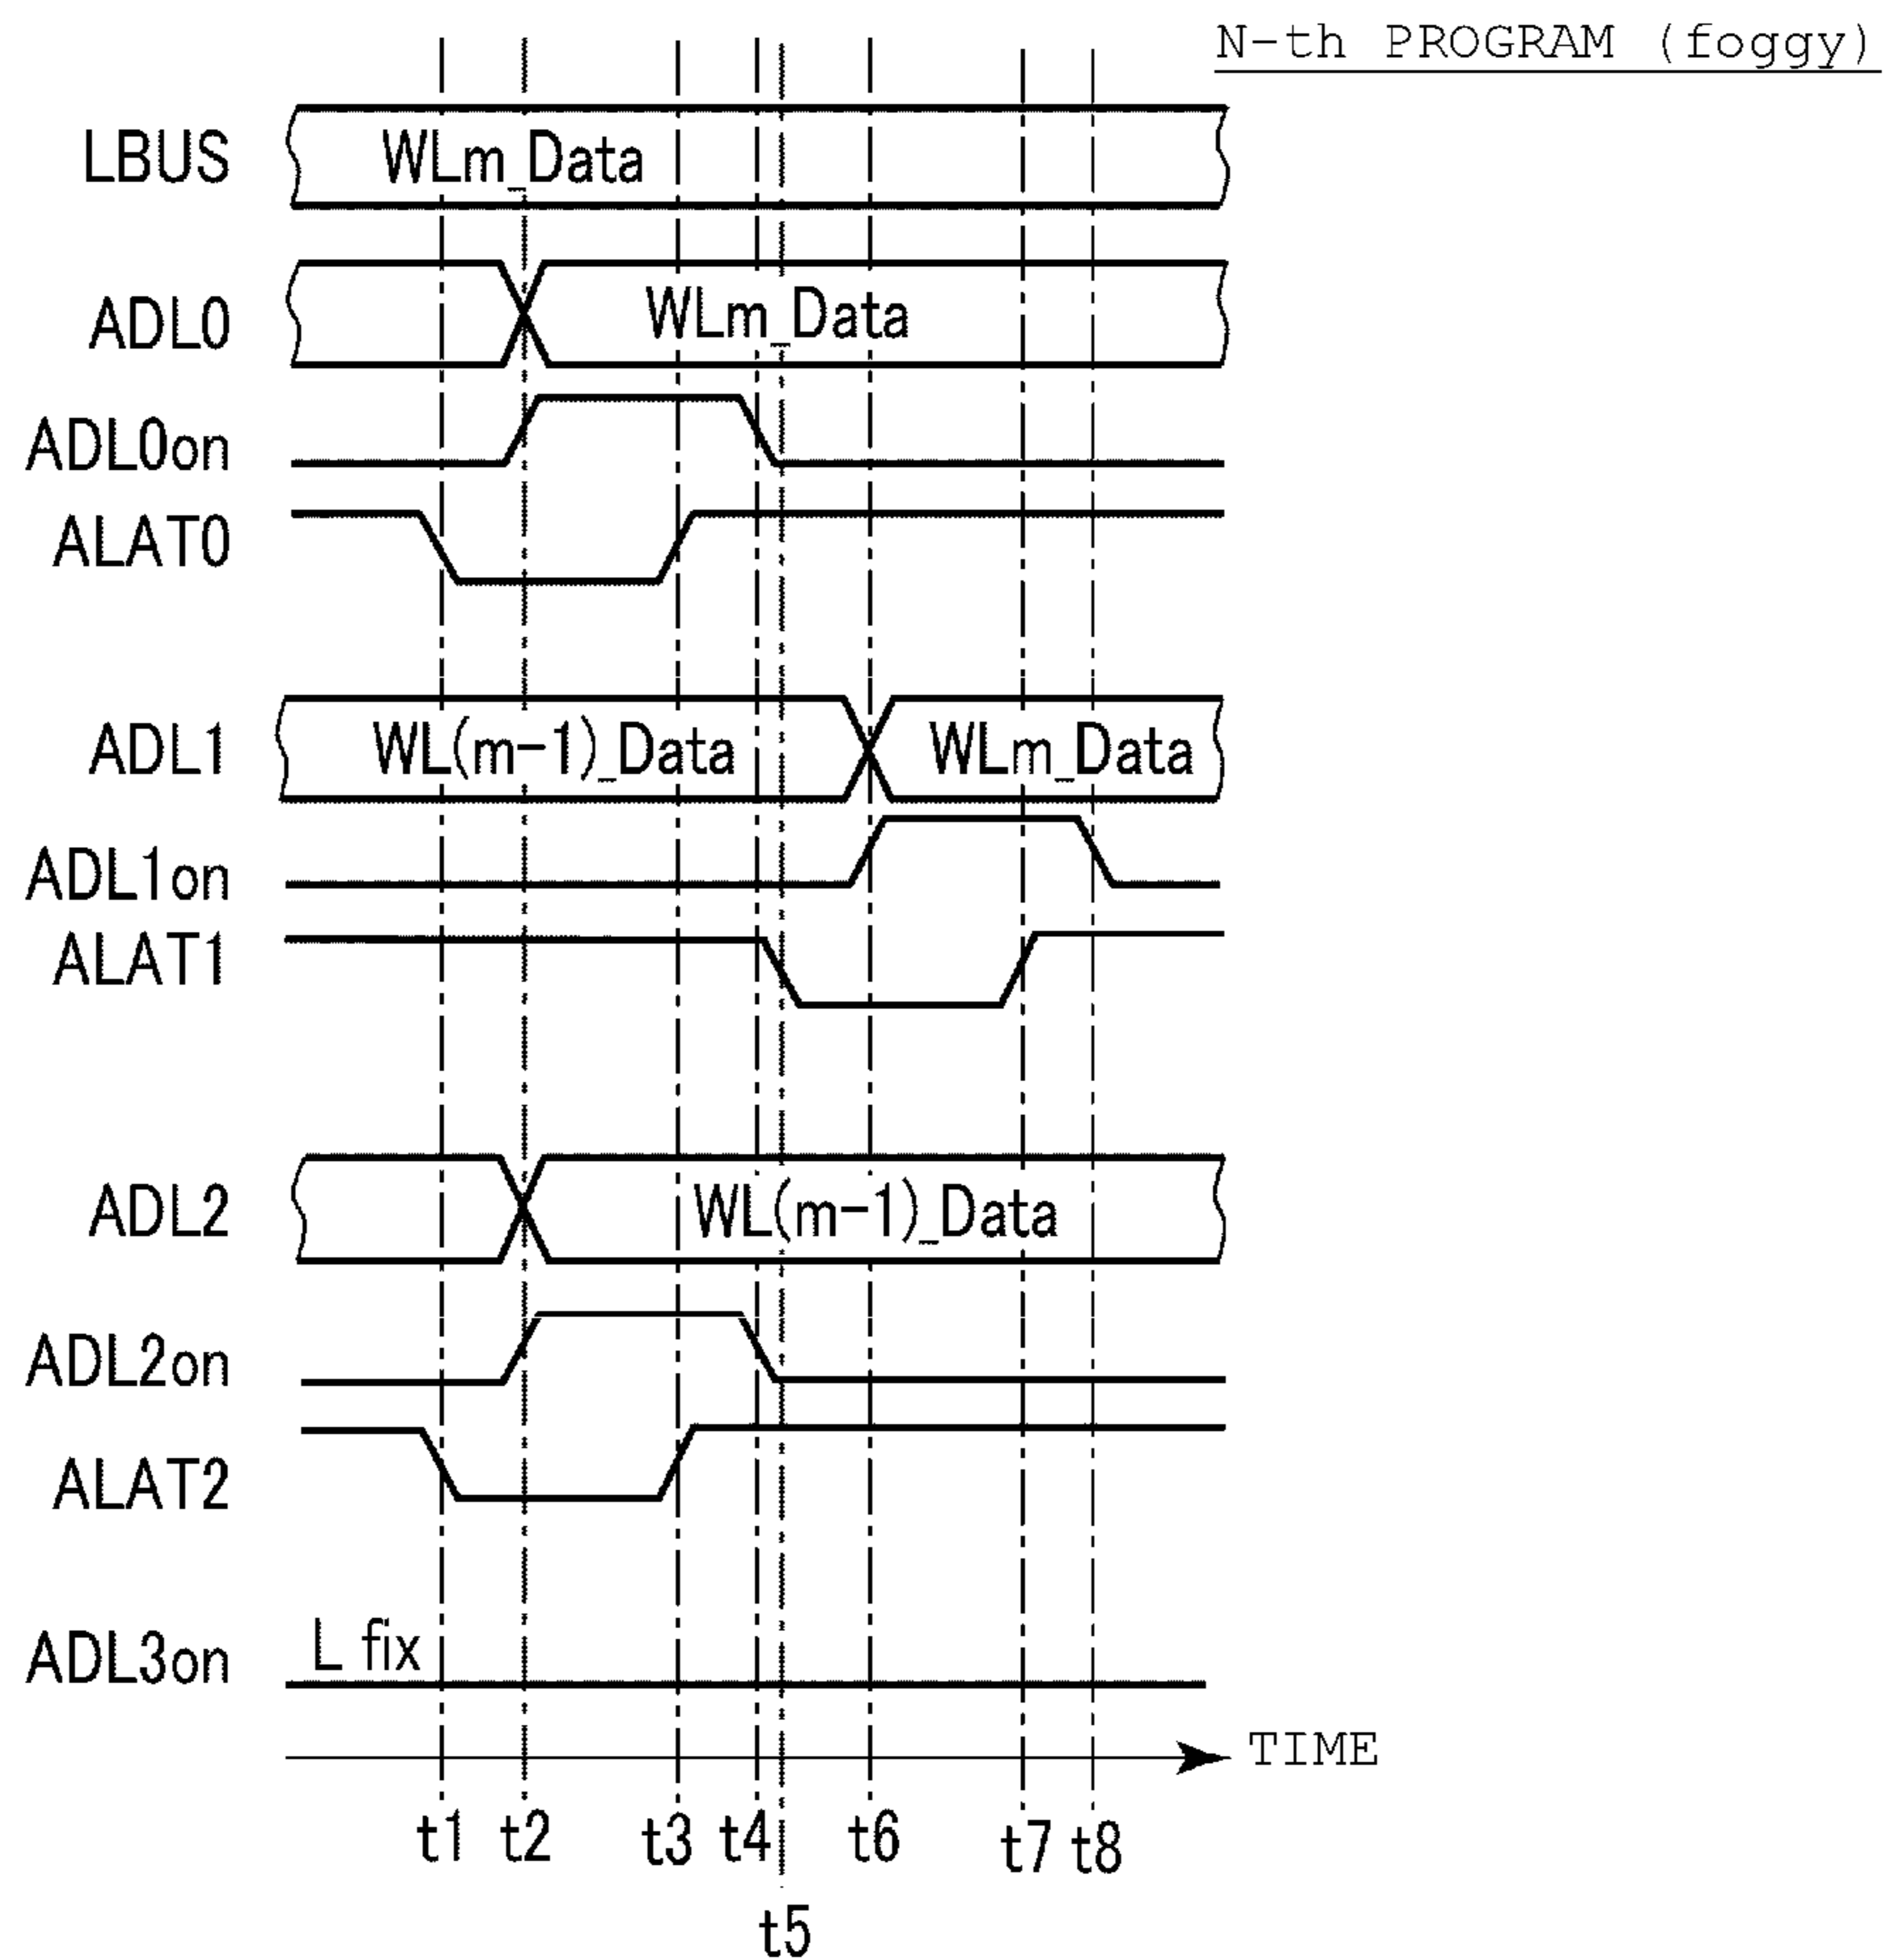 N-th PROGRAM (foggy)
LBUS WLm_Data
ADL0 WLm_Data
ADL0on
ALAT0
ADL1 WL(m-1)_Data WLm_Data
ADL1on
ALAT1
ADL2 WL(m-1)_Data
ADL2on
ALAT2
ADL3on L fix
TIME
t1 t2 t3 t4 t6 t7 t8
t5